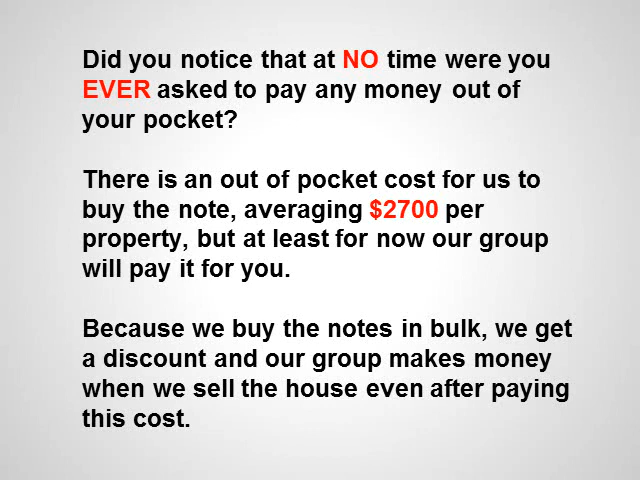 Did you notice that at NO time were you
EVER asked to pay any money out of
your pocket?
There is an out of pocket cost for us to
buy the note, averaging $2700 per
property, but at least for now our group
will pay it for you.
Because we buy the notes in bulk, we get
a discount and our group makes money
when we sell the house even after paying
this cost.